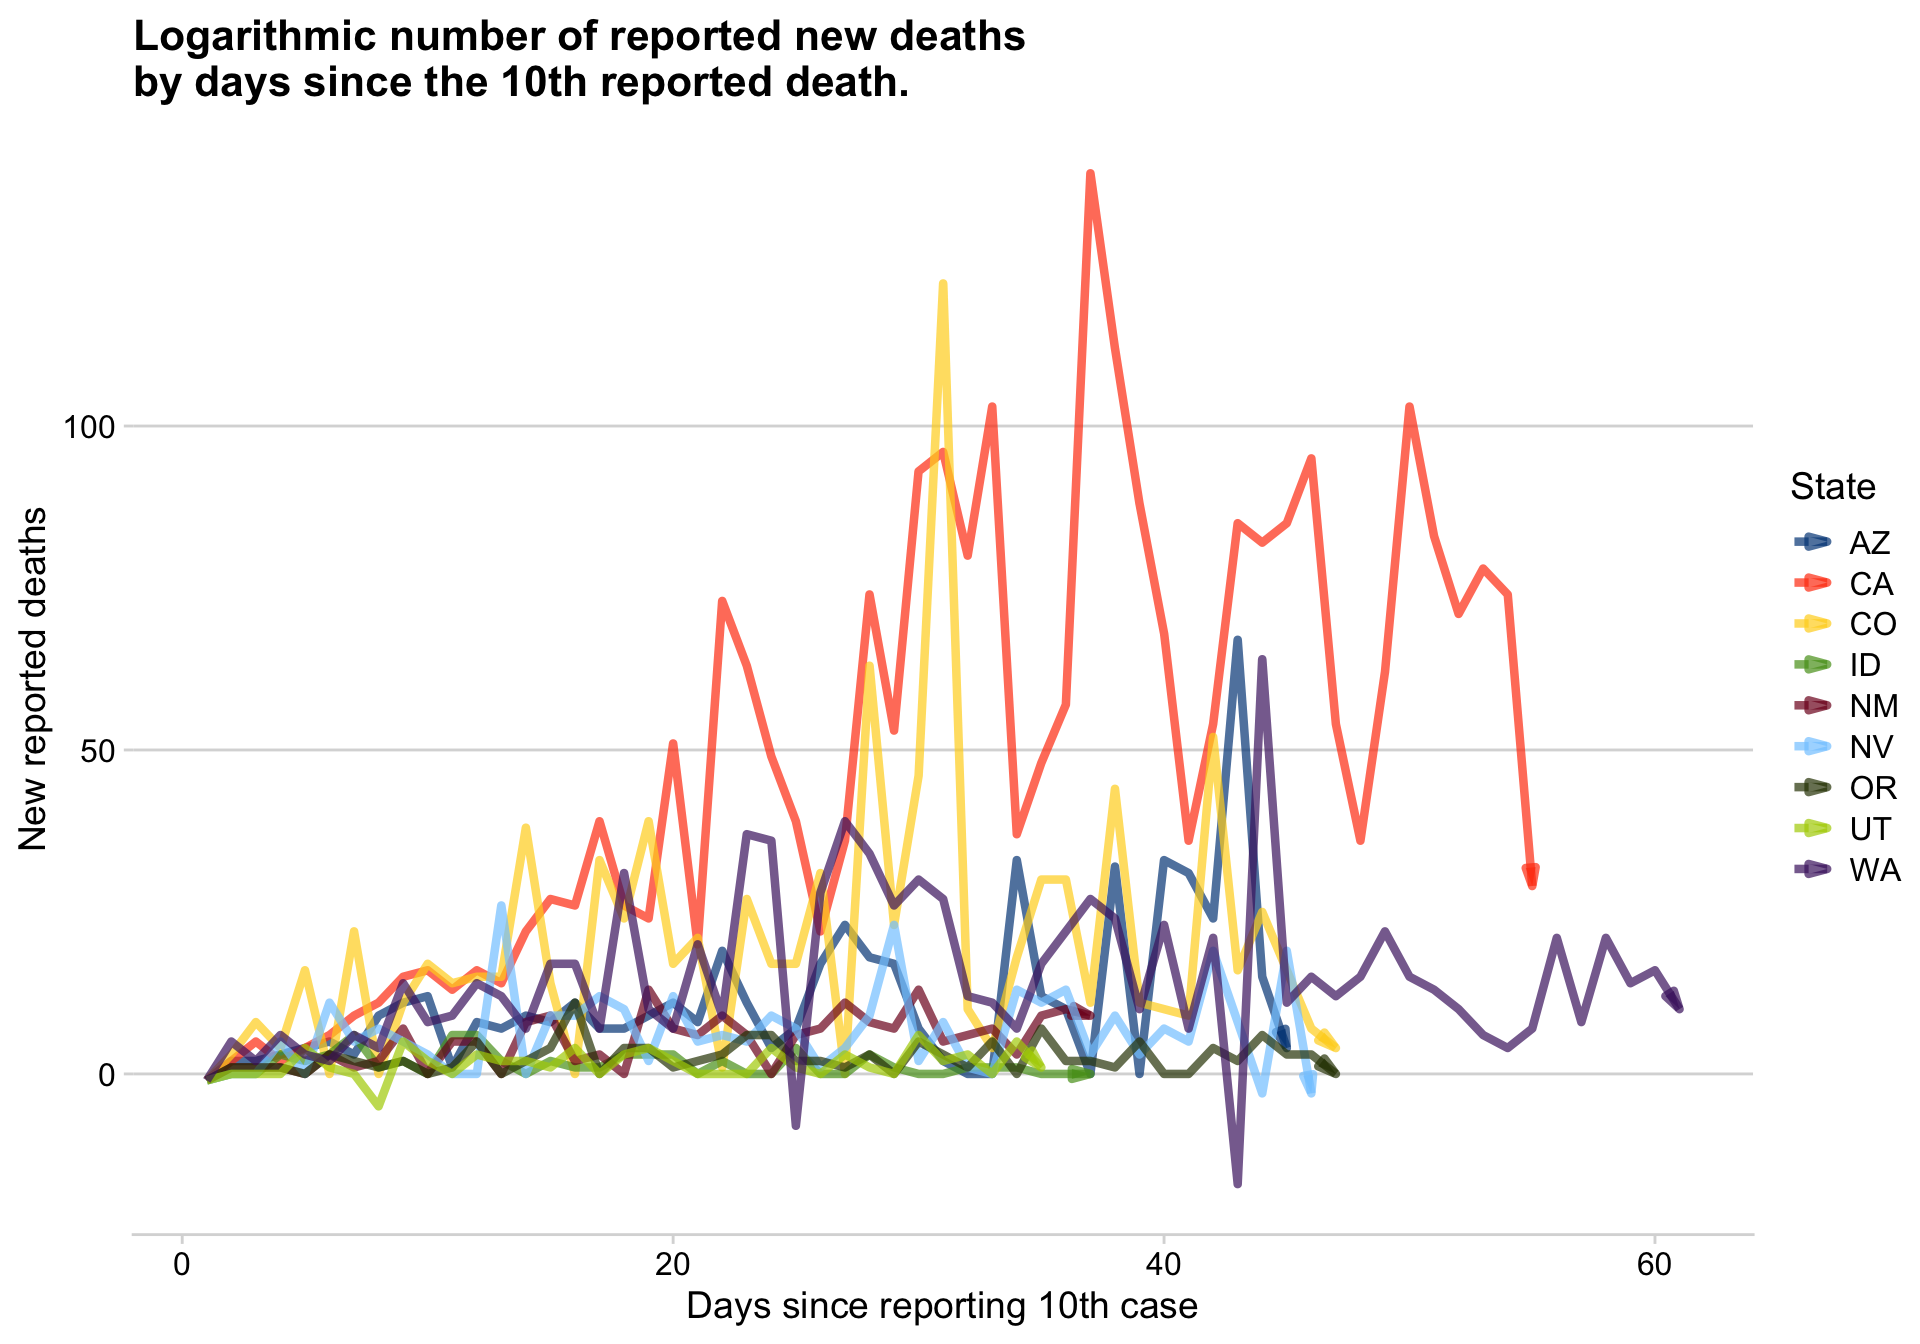 Logarithmic number of reported new deaths
by days since the 10th reported death.
New reported deaths
100
50
0
0
20
40
60
Days since reporting 10th case
State
AZ
CA
CO
ID
NM
NV
OR
UT
WA